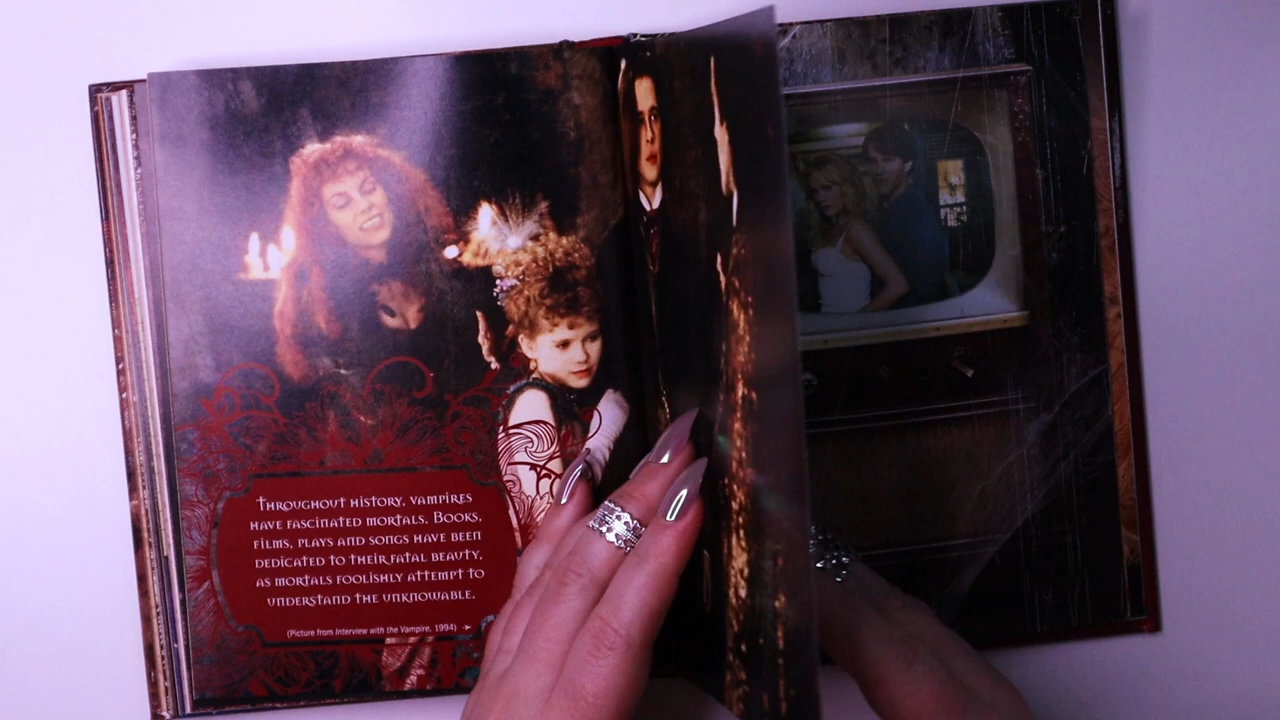 THROUGHOUT HISTORY, VAMPIRES
HAVE FASCINATED MORTALS. BOOKS,
FILMS, PLAYS AND SONGS HAVE BEEN
DEDICATED TO THEIR FATAL BEAUTY,
AS MORTALS FOOLISHLY ATTEMPT TO
UNDERSTAND THE UNKNOWABLE.
(Picture from Interview with the Vampire, 1994)